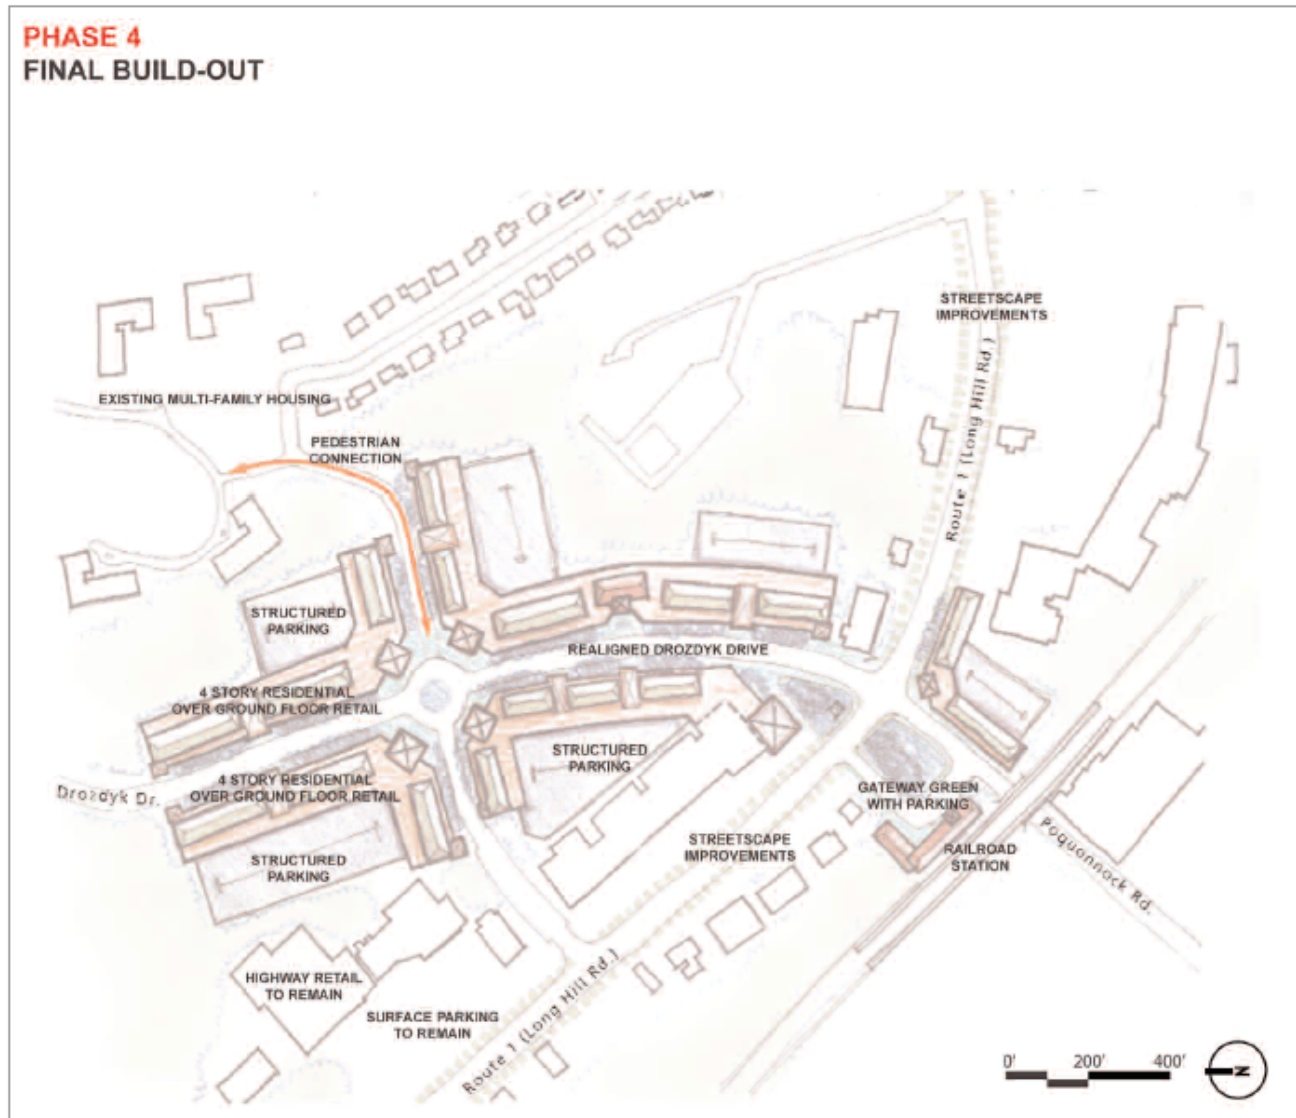 PHASE 4
FINAL BUILD-OUT
STREETSCAPE
IMPROVEMENTS
EXISTING MULTI-FAMILY HOUSING
PEDESTRIAN
CONNECTION
Route 1 (Long Hill Rd.)
STRUCTURED
PARKING
REALIGNED DROZDYK DRIVE
4 STORY RESIDENTIAL
OVER GROUND FLOOR RETAIL
STRUCTURED
PARKING
4 STORY RESIDENTIAL
OVER GROUND FLOOR RETAIL
Drozdyk Dr.
GATEWAY GREEN
WITH PARKING
STREETSCAPE
IMPROVEMENTS
RAILROAD
STATION
Poquonnack Rd.
STRUCTURED
PARKING
HIGHWAY RETAIL
TO REMAIN
SURFACE PARKING
TO REMAIN
Route 1 (Long Hill Rd.)
0' 200' 400'
N